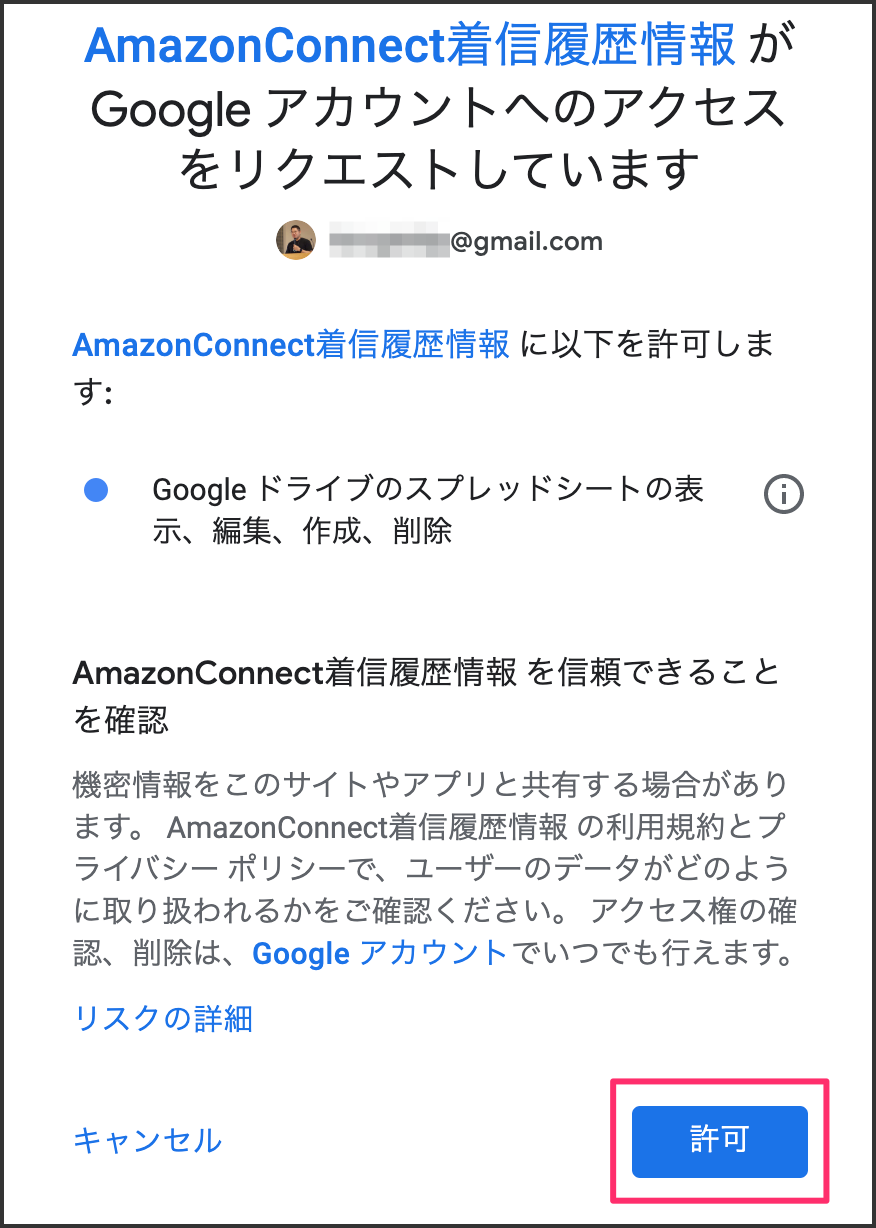 AmazonConnect着信履歴情報 が
Google アカウントへのアクセス
をリクエストしています
@gmail.com
AmazonConnect着信履歴情報 に以下を許可しま
す:
Google ドライブのスプレッドシートの表
示、編集、作成、削除
AmazonConnect着信履歴情報 を信頼できること
を確認
機密情報をこのサイトやアプリと共有する場合があり
ます。 AmazonConnect着信履歴情報 の利用規約とプ
ライバシー ポリシーで、ユーザーのデータがどのよう
に取り扱われるかをご確認ください。 アクセス権の確
認、削除は、Google アカウントでいつでも行えます。
リスクの詳細
キャンセル
許可